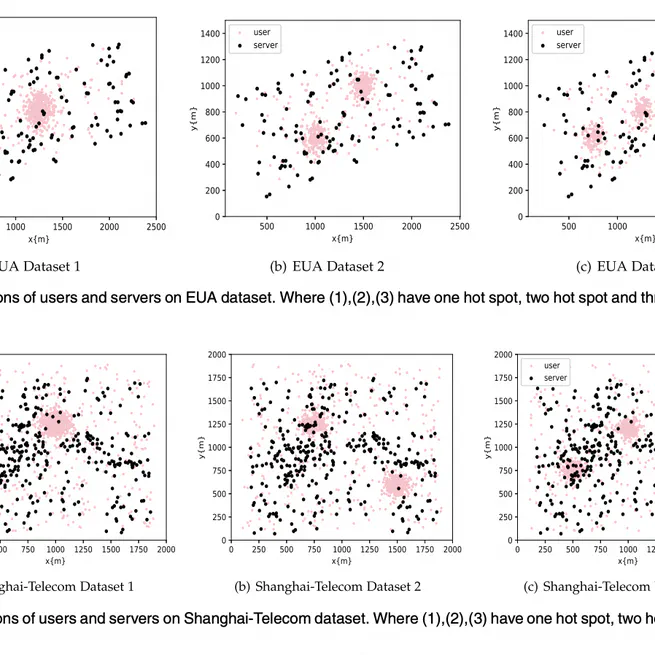 1400
1400
user
server
user
server
1200
1200
1000
1000
y{m}
800
y{m}
800
600
600
400
400
200
200
0
0
1000 1500 2000 2500
500 1000 1500 2000 2500
500 1000
x{m}
x{m}
x{m}
UA Dataset 1
(b) EUA Dataset 2
(c) EUA Data
ons of users and servers on EUA dataset. Where (1),(2),(3) have one hot spot, two hot spot and thr
2000
2000
1750
1750
user
server
1500
1500
1250
1250
y{m}
1000
y{m}
1000
750
750
500
500
250
250
0
0
00 750 1000 1250 1500 1750 2000
0 250 500 750 1000 1250 1500 1750 2000
0 250 500 750 1000 12
x{m}
x{m}
x{m}
ghai-Telecom Dataset 1
(b) Shanghai-Telecom Dataset 2
(c) Shanghai-Telecom
ons of users and servers on Shanghai-Telecom dataset. Where (1),(2),(3) have one hot spot, two ho